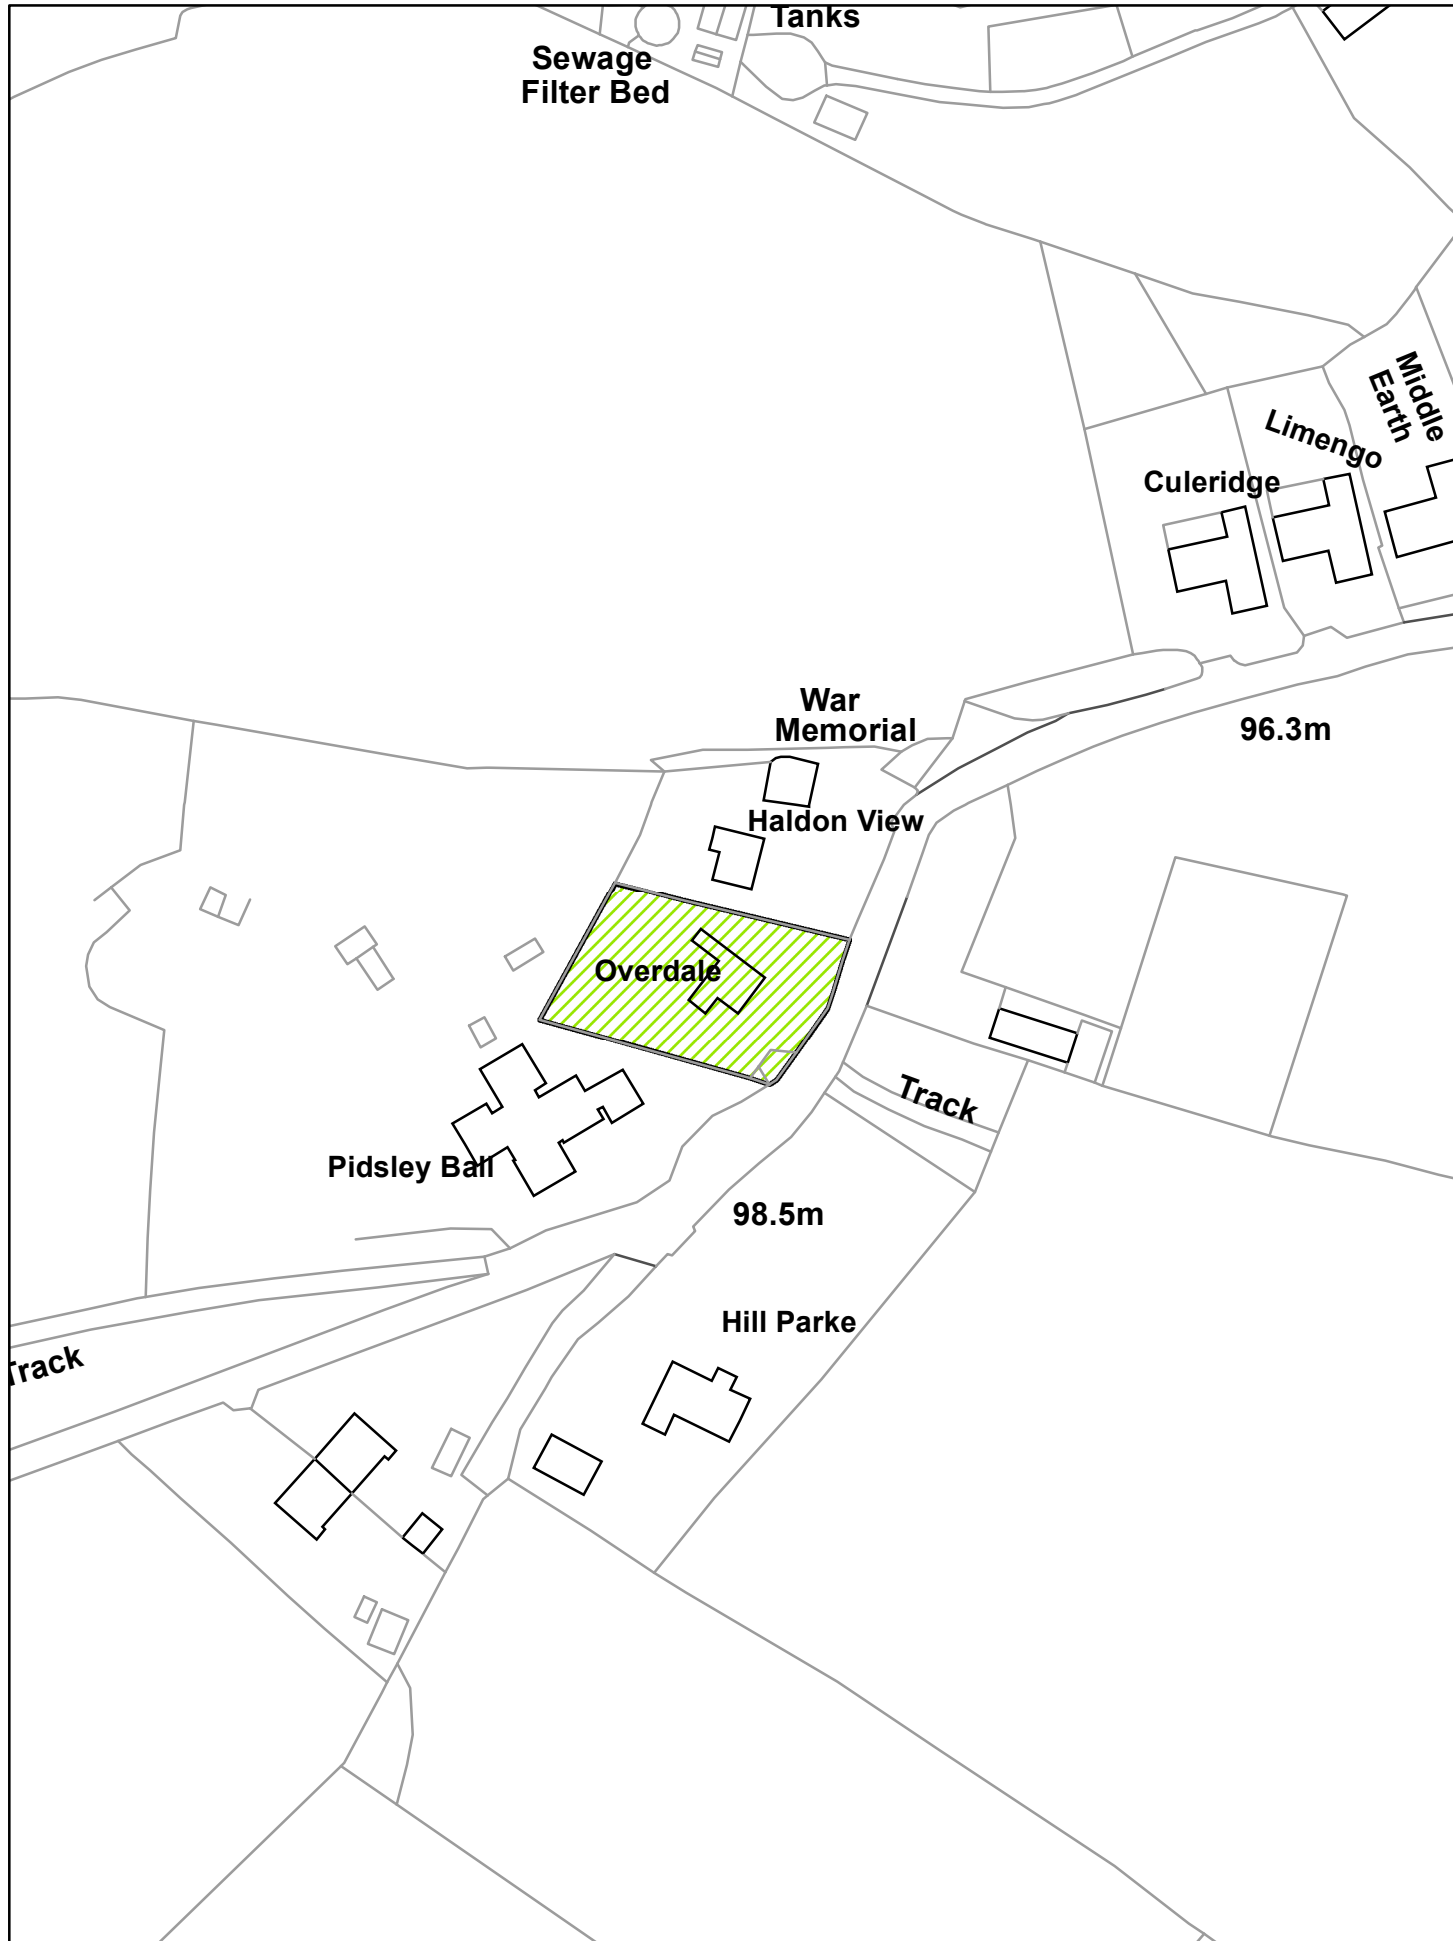 Tanks
Sewage
Filter Bed
Middle
Earth
Limengo
Culeridge
War
Memorial
96.3m
Haldon View
Overdale
Track
Pidsley Ball
98.5m
Hill Parke
Track